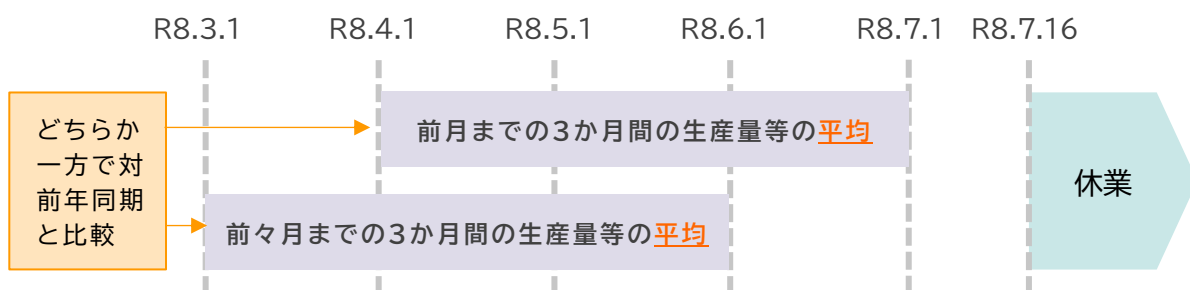 R8.3.1 R8.4.1 R8.5.1 R8.6.1 R8.7.1 R8.7.16
どちらか
一方で対
前年同期
と比較
前月までの3か月間の生産量等の平均
前々月までの3か月間の生産量等の平均
休業